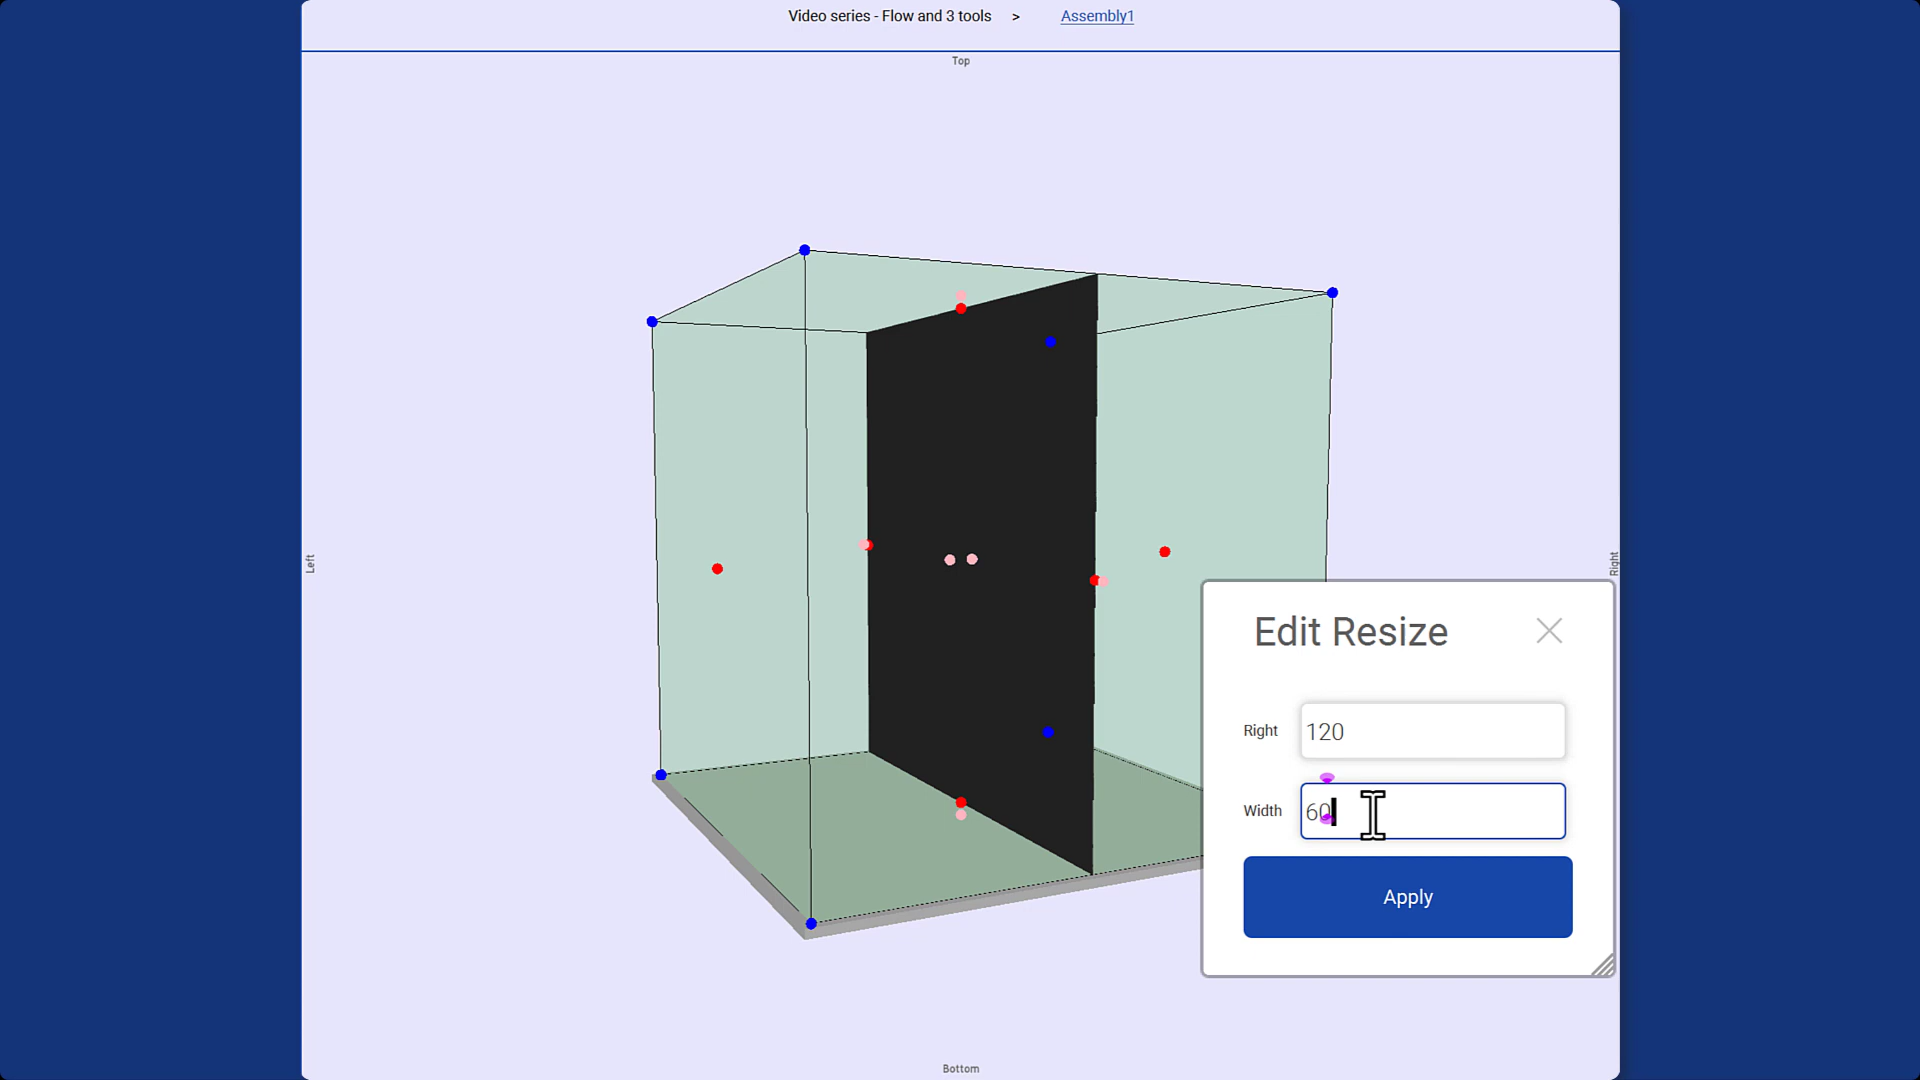 Video series - Flow and 3 tools > Assembly1
Top
Left
Right
Edit Resize
Right 120
Width 60
Apply
Bottom